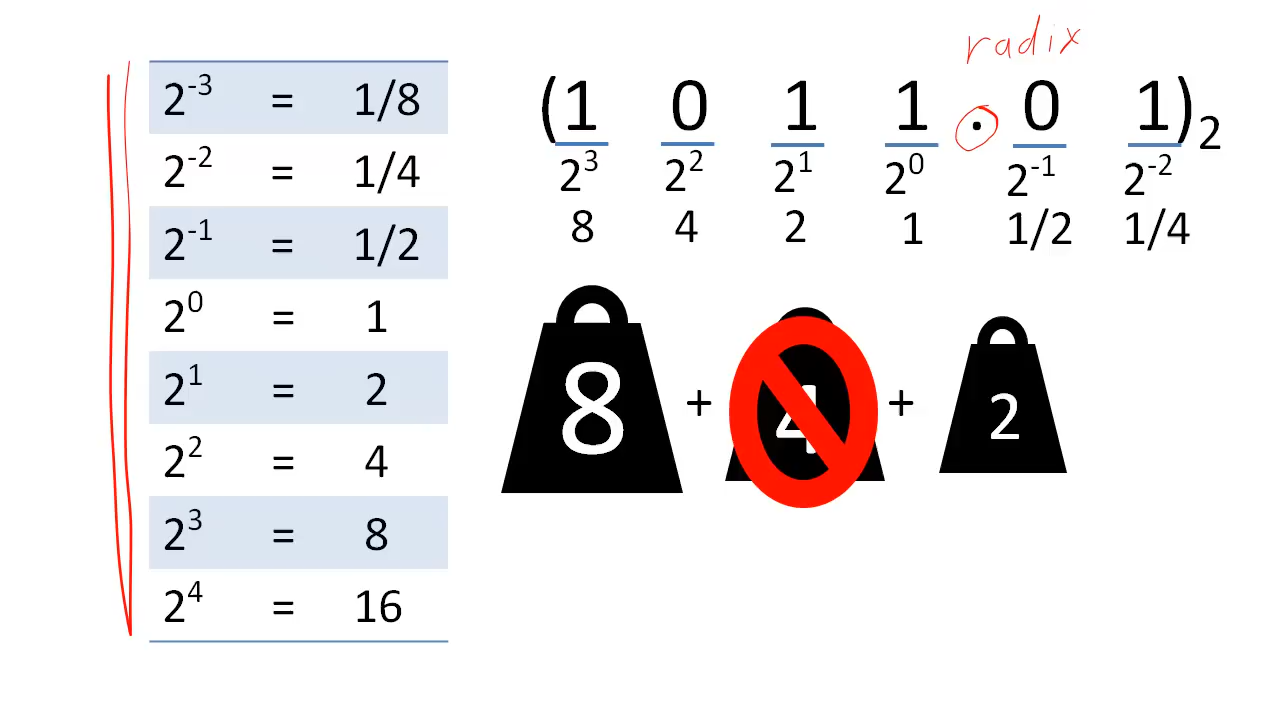 2⁻³ = 1/8
2⁻² = 1/4
2⁻¹ = 1/2
2⁰ = 1
2¹ = 2
2² = 4
2³ = 8
2⁴ = 16
radix
(1 0 1 1 . 0 1)₂
2³ 2² 2¹ 2⁰ 2⁻¹ 2⁻²
8 4 2 1 1/2 1/4
8 + 4 + 2